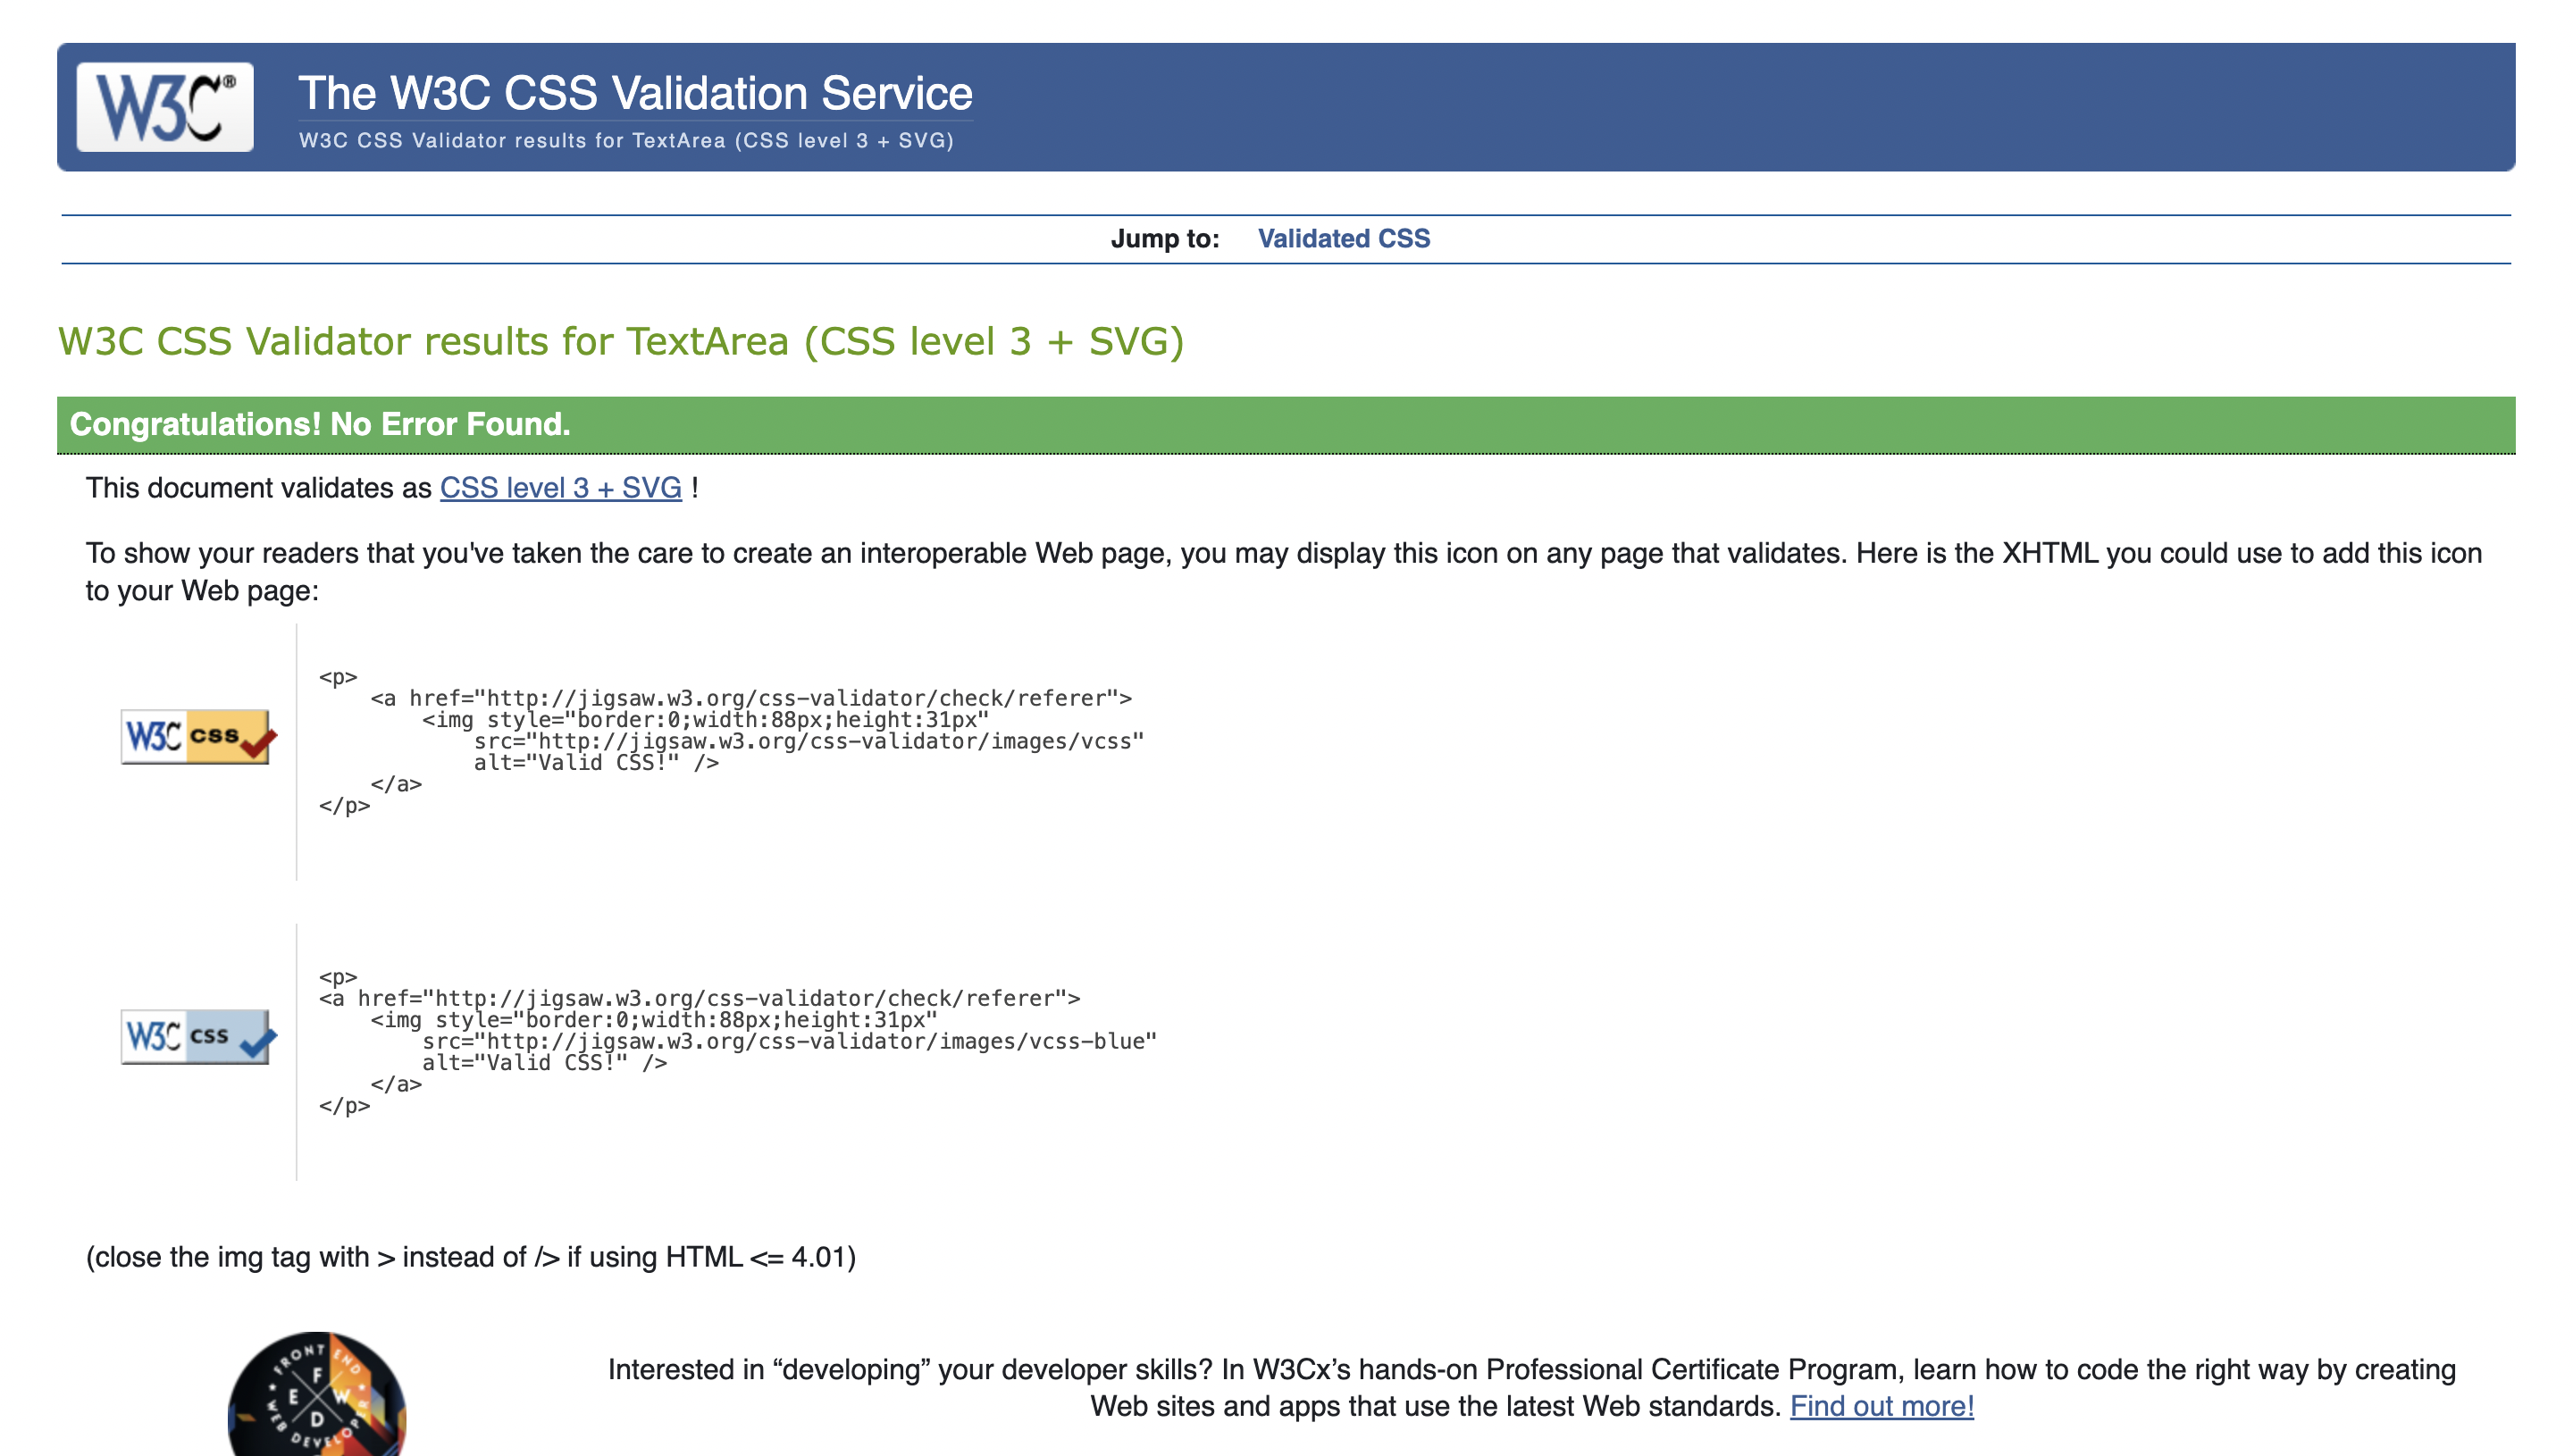 W3C®
The W3C CSS Validation Service
W3C CSS Validator results for TextArea (CSS level 3 + SVG)
Jump to: Validated CSS
W3C CSS Validator results for TextArea (CSS level 3 + SVG)
Congratulations! No Error Found.
This document validates as CSS level 3 + SVG !
To show your readers that you've taken the care to create an interoperable Web page, you may display this icon on any page that validates. Here is the XHTML you could use to add this icon
to your Web page:
W3C css
<p>
    <a href="http://jigsaw.w3.org/css-validator/check/referer">
        <img style="border:0;width:88px;height:31px"
            src="http://jigsaw.w3.org/css-validator/images/vcss"
            alt="Valid CSS!" />
    </a>
</p>
W3C css
<p>
<a href="http://jigsaw.w3.org/css-validator/check/referer">
    <img style="border:0;width:88px;height:31px"
        src="http://jigsaw.w3.org/css-validator/images/vcss-blue"
        alt="Valid CSS!" />
    </a>
</p>
(close the img tag with > instead of /> if using HTML <= 4.01)
FRONT END
F
E W
D
WEB DEVELOPER
Interested in “developing” your developer skills? In W3Cx’s hands-on Professional Certificate Program, learn how to code the right way by creating
Web sites and apps that use the latest Web standards. Find out more!